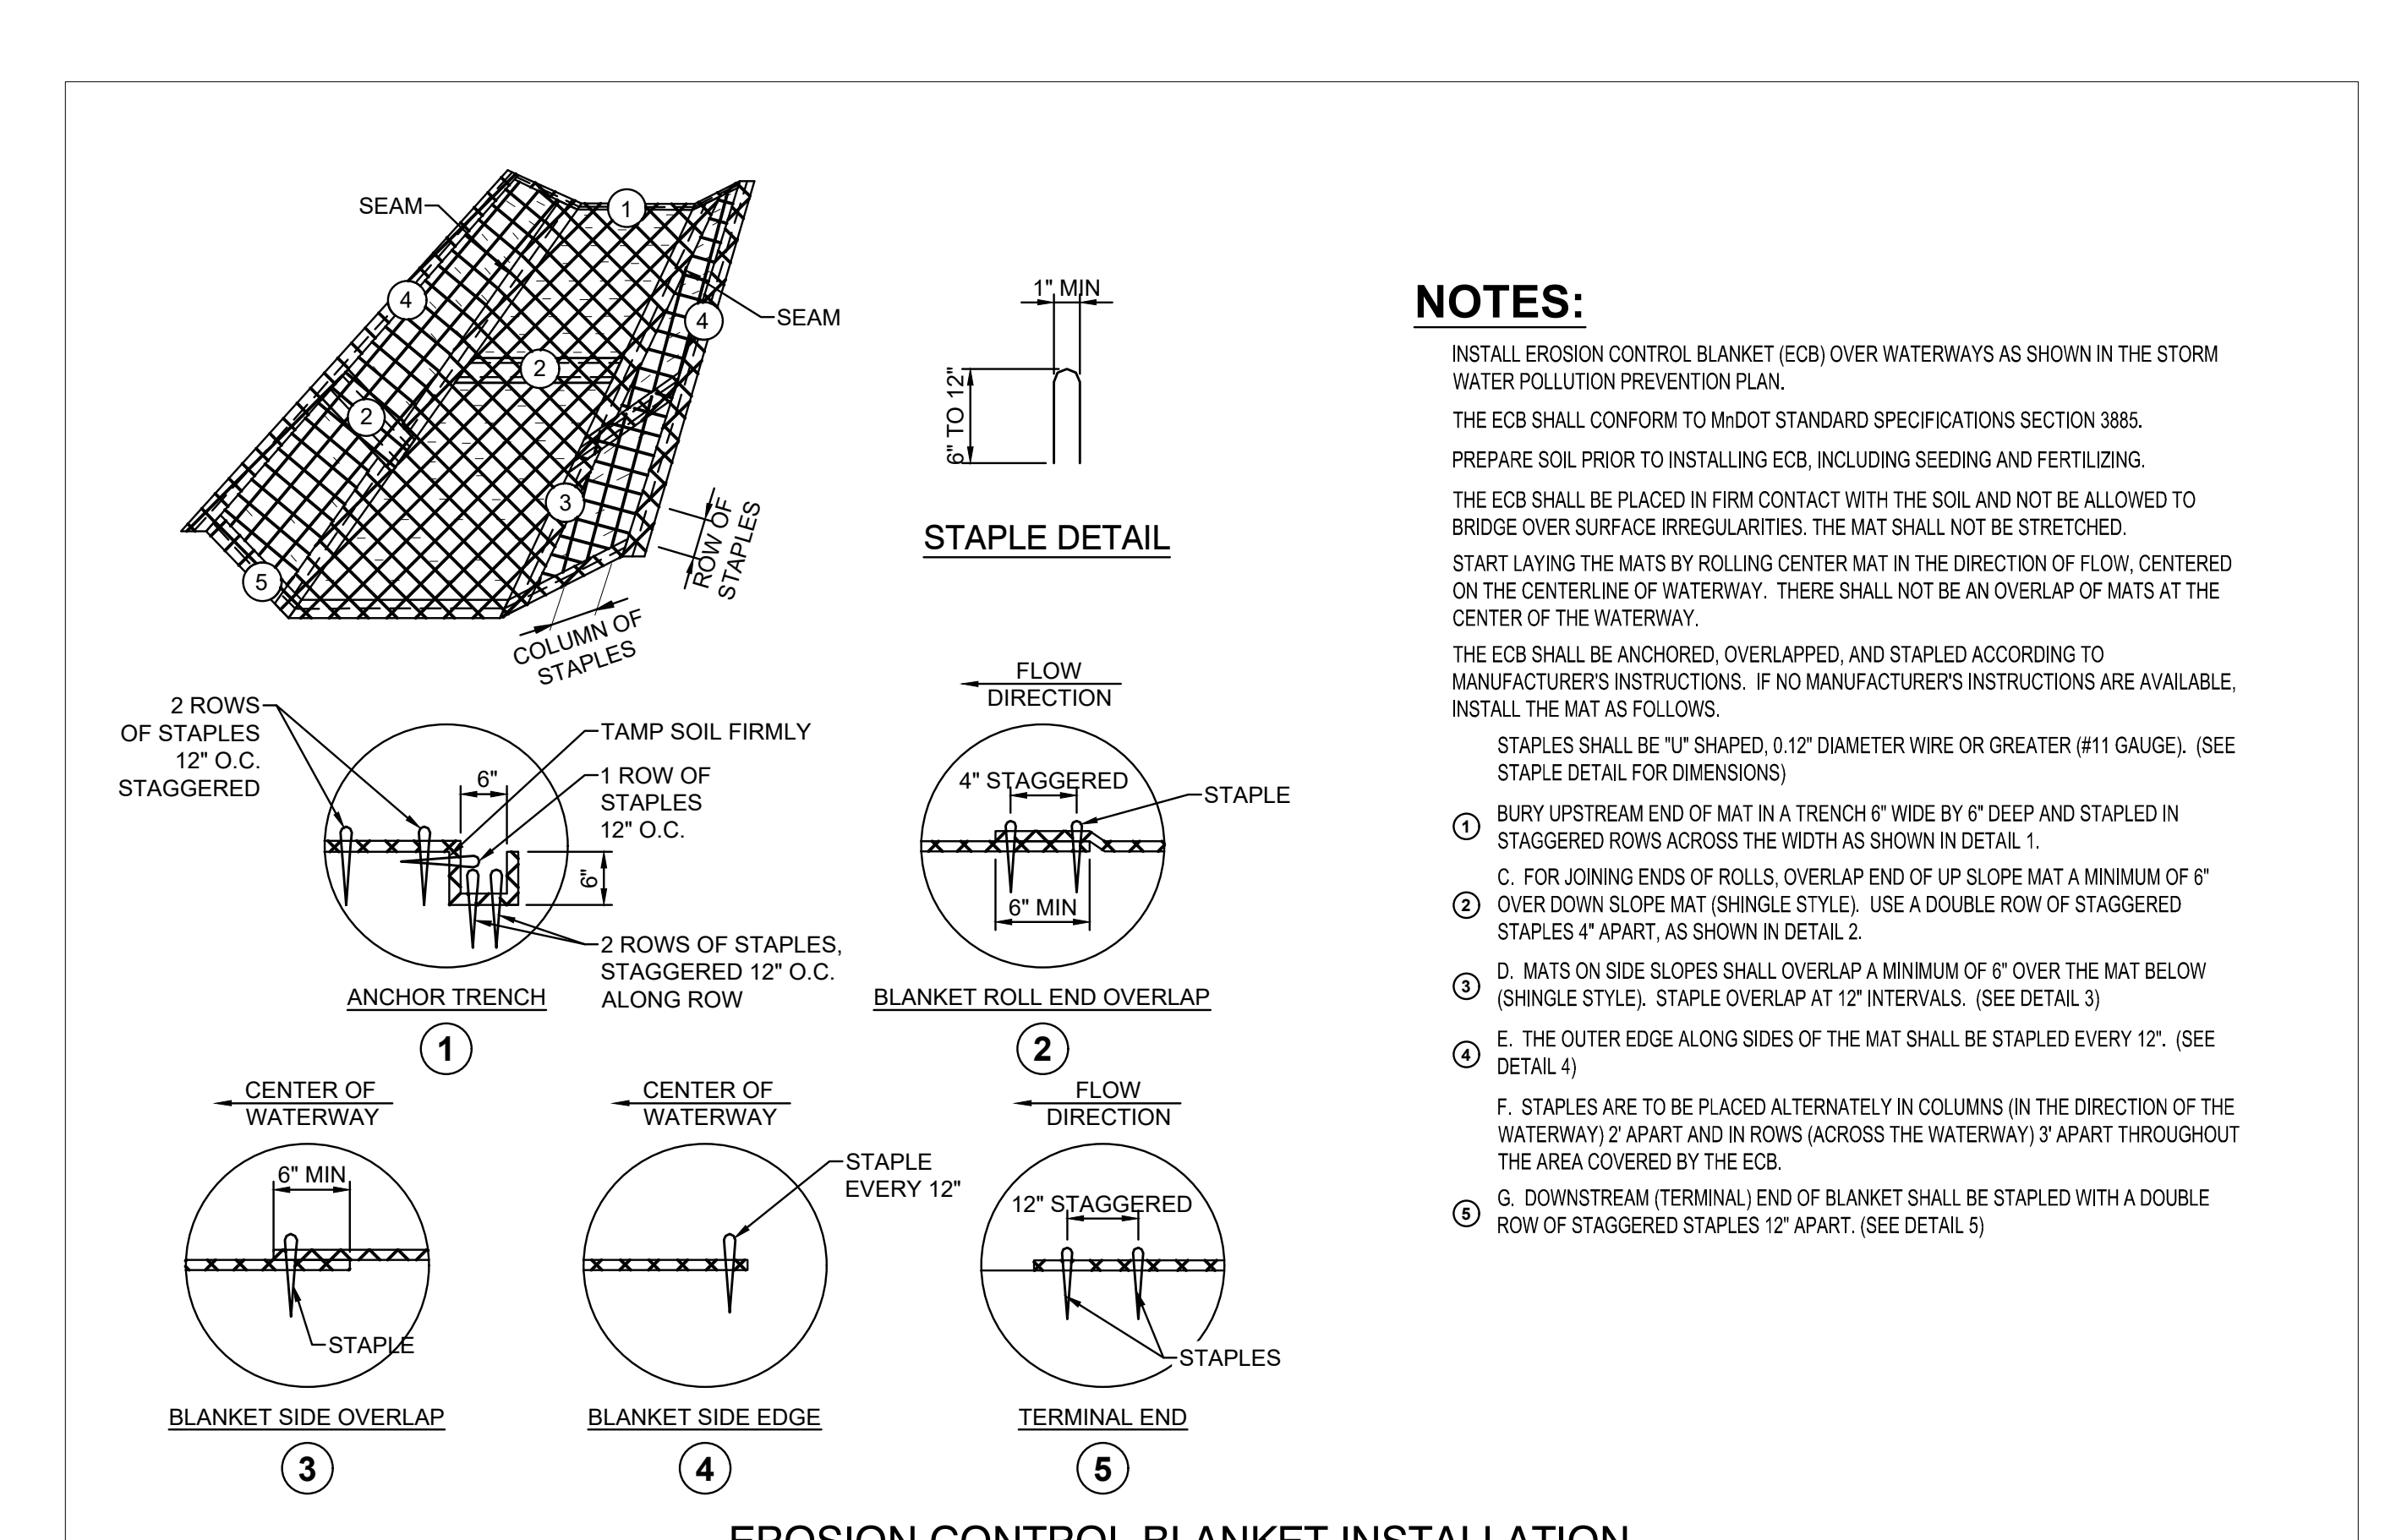 SEAM
1
4
SEAM
4
2
2
3
5
ROW OF
STAPLES
COLUMN OF
STAPLES
1" MIN
6" TO 12"
STAPLE DETAIL
2 ROWS
OF STAPLES
12" O.C.
STAGGERED
TAMP SOIL FIRMLY
6"
1 ROW OF
STAPLES
12" O.C.
6"
2 ROWS OF STAPLES,
STAGGERED 12" O.C.
ALONG ROW
ANCHOR TRENCH
1
FLOW
DIRECTION
4" STAGGERED
STAPLE
6" MIN
BLANKET ROLL END OVERLAP
2
CENTER OF
WATERWAY
6" MIN
STAPLE
BLANKET SIDE OVERLAP
3
CENTER OF
WATERWAY
STAPLE
EVERY 12"
BLANKET SIDE EDGE
4
FLOW
DIRECTION
12" STAGGERED
STAPLES
TERMINAL END
5
NOTES:
INSTALL EROSION CONTROL BLANKET (ECB) OVER WATERWAYS AS SHOWN IN THE STORM
WATER POLLUTION PREVENTION PLAN.
THE ECB SHALL CONFORM TO MnDOT STANDARD SPECIFICATIONS SECTION 3885.
PREPARE SOIL PRIOR TO INSTALLING ECB, INCLUDING SEEDING AND FERTILIZING.
THE ECB SHALL BE PLACED IN FIRM CONTACT WITH THE SOIL AND NOT BE ALLOWED TO
BRIDGE OVER SURFACE IRREGULARITIES. THE MAT SHALL NOT BE STRETCHED.
START LAYING THE MATS BY ROLLING CENTER MAT IN THE DIRECTION OF FLOW, CENTERED
ON THE CENTERLINE OF WATERWAY. THERE SHALL NOT BE AN OVERLAP OF MATS AT THE
CENTER OF THE WATERWAY.
THE ECB SHALL BE ANCHORED, OVERLAPPED, AND STAPLED ACCORDING TO
MANUFACTURER'S INSTRUCTIONS. IF NO MANUFACTURER'S INSTRUCTIONS ARE AVAILABLE,
INSTALL THE MAT AS FOLLOWS.
STAPLES SHALL BE "U" SHAPED, 0.12" DIAMETER WIRE OR GREATER (#11 GAUGE). (SEE
STAPLE DETAIL FOR DIMENSIONS)
1 BURY UPSTREAM END OF MAT IN A TRENCH 6" WIDE BY 6" DEEP AND STAPLED IN
STAGGERED ROWS ACROSS THE WIDTH AS SHOWN IN DETAIL 1.
C. FOR JOINING ENDS OF ROLLS, OVERLAP END OF UP SLOPE MAT A MINIMUM OF 6"
2 OVER DOWN SLOPE MAT (SHINGLE STYLE). USE A DOUBLE ROW OF STAGGERED
STAPLES 4" APART, AS SHOWN IN DETAIL 2.
3 D. MATS ON SIDE SLOPES SHALL OVERLAP A MINIMUM OF 6" OVER THE MAT BELOW
(SHINGLE STYLE). STAPLE OVERLAP AT 12" INTERVALS. (SEE DETAIL 3)
4 E. THE OUTER EDGE ALONG SIDES OF THE MAT SHALL BE STAPLED EVERY 12". (SEE
DETAIL 4)
F. STAPLES ARE TO BE PLACED ALTERNATELY IN COLUMNS (IN THE DIRECTION OF THE
WATERWAY) 2' APART AND IN ROWS (ACROSS THE WATERWAY) 3' APART THROUGHOUT
THE AREA COVERED BY THE ECB.
5 G. DOWNSTREAM (TERMINAL) END OF BLANKET SHALL BE STAPLED WITH A DOUBLE
ROW OF STAGGERED STAPLES 12" APART. (SEE DETAIL 5)
EROSION CONTROL BLANKET INSTALLATION